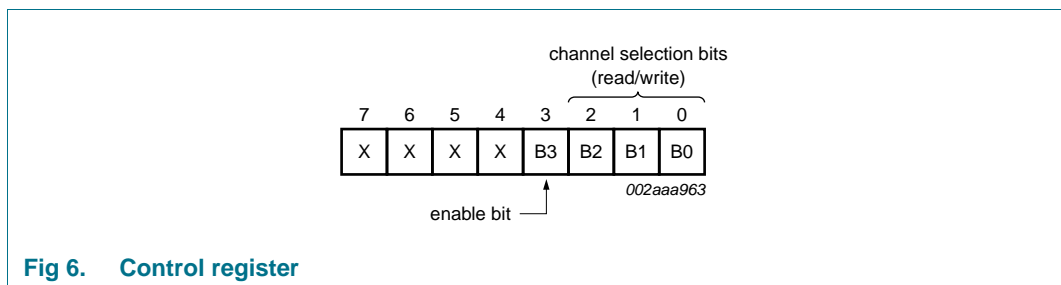 channel selection bits
(read/write)
7 6 5 4 3 2 1 0
X X X X B3 B2 B1 B0
002aaa963
enable bit
Fig 6. Control register